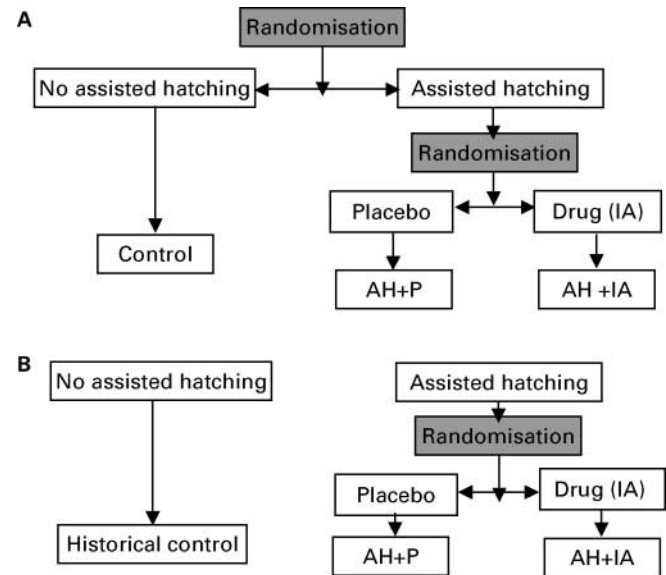 A
Randomisation
No assisted hatching
Assisted hatching
Randomisation
Placebo
Drug (IA)
Control
AH+P
AH +IA
B
No assisted hatching
Assisted hatching
Randomisation
Placebo
Drug (IA)
Historical control
AH+P
AH+IA